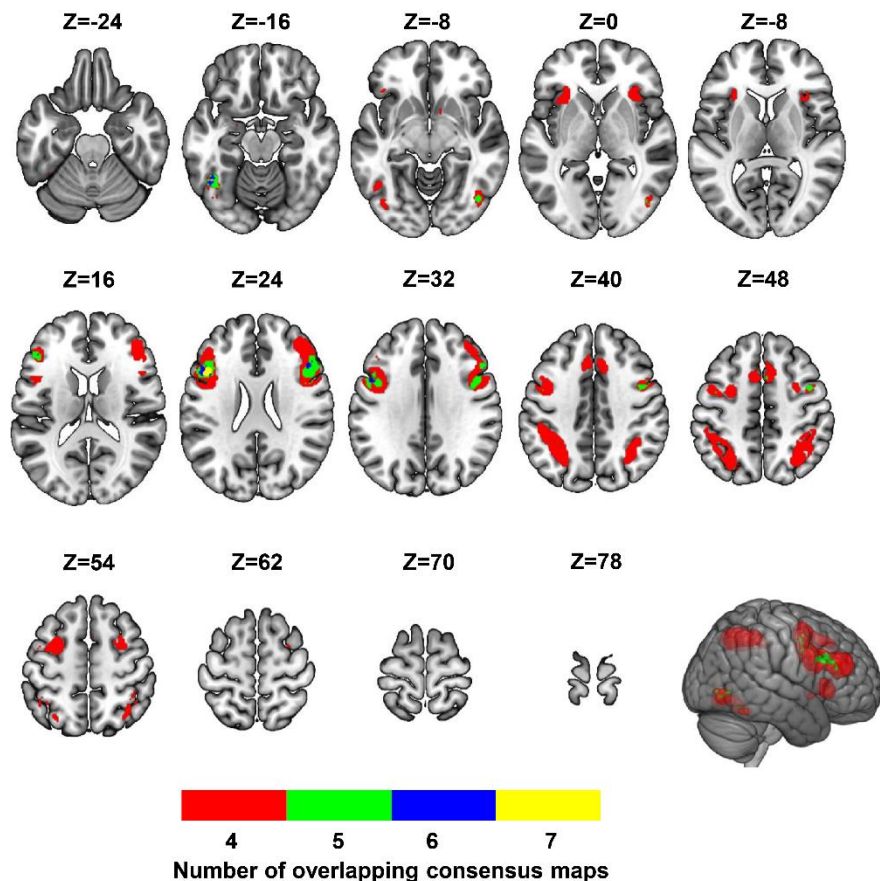 Z=-24 Z=-16 Z=-8 Z=0 Z=-8
Z=16 Z=24 Z=32 Z=40 Z=48
Z=54 Z=62 Z=70 Z=78
4 5 6 7
Number of overlapping consensus maps